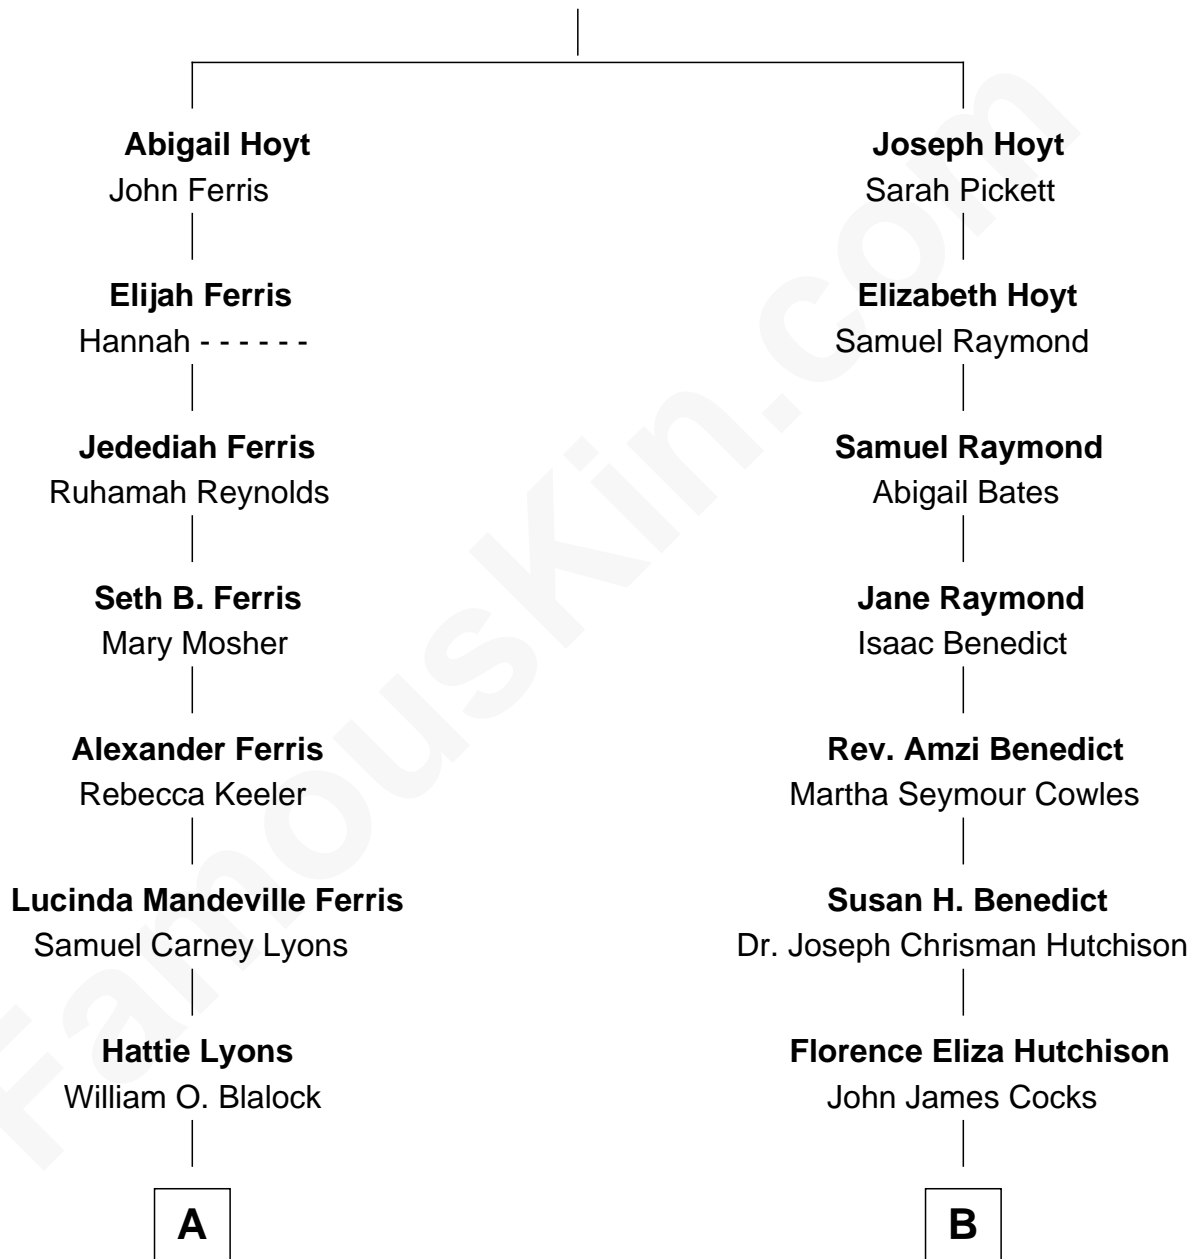 Abigail Hoyt
John Ferris
Elijah Ferris
Hannah - - - - - -
Jedediah Ferris
Ruhamah Reynolds
Seth B. Ferris
Mary Mosher
Alexander Ferris
Rebecca Keeler
Lucinda Mandeville Ferris
Samuel Carney Lyons
Hattie Lyons
William O. Blalock
A
Joseph Hoyt
Sarah Pickett
Elizabeth Hoyt
Samuel Raymond
Samuel Raymond
Abigail Bates
Jane Raymond
Isaac Benedict
Rev. Amzi Benedict
Martha Seymour Cowles
Susan H. Benedict
Dr. Joseph Chrisman Hutchison
Florence Eliza Hutchison
John James Cocks
B
FamousKin.com